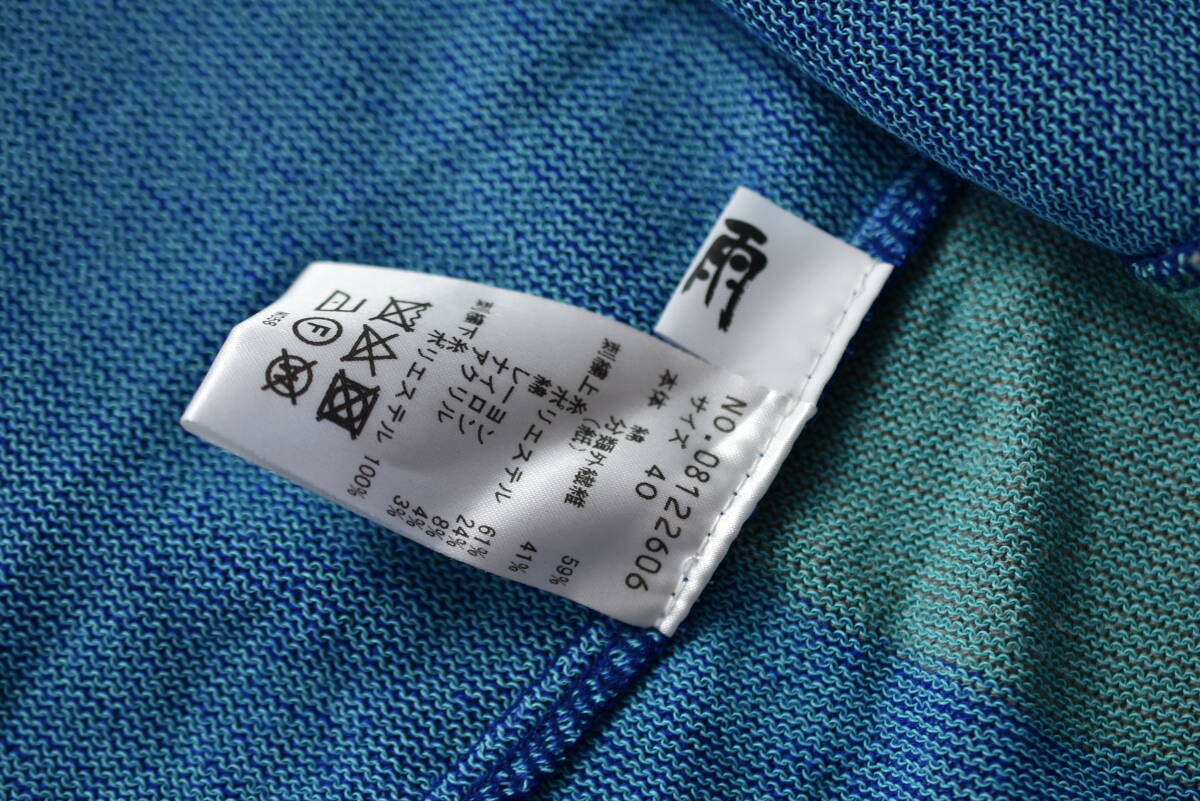 NO.08122606
サイズ 40
本体 綿 59%
分類外繊維
(紙) 41%
刺繍上糸ポリエステル 61%
綿 24%
レーヨン 8%
ナイロン 4%
アクリル 3%
刺繍下糸ポリエステル 100%
F